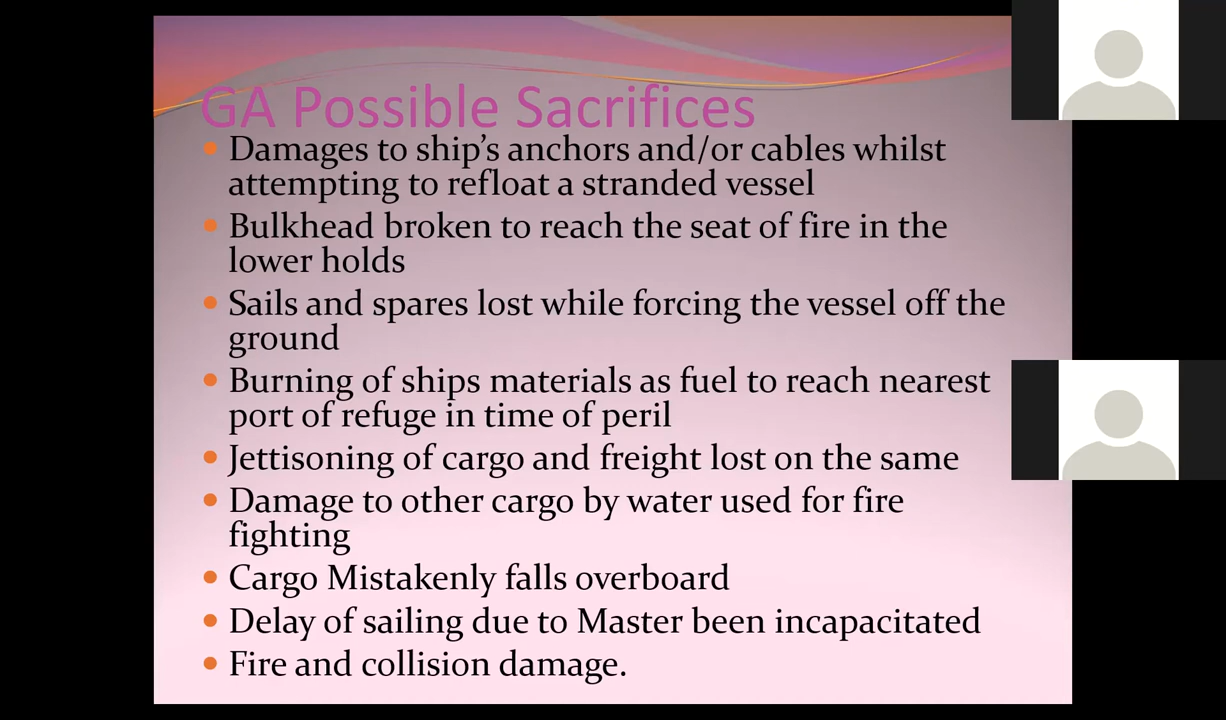 GA Possible Sacrifices
Damages to ship's anchors and/or cables whilst
attempting to refloat a stranded vessel
Bulkhead broken to reach the seat of fire in the
lower holds
Sails and spares lost while forcing the vessel off the
ground
Burning of ships materials as fuel to reach nearest
port of refuge in time of peril
Jettisoning of cargo and freight lost on the same
Damage to other cargo by water used for fire
fighting
Cargo Mistakenly falls overboard
Delay of sailing due to Master been incapacitated
Fire and collision damage.